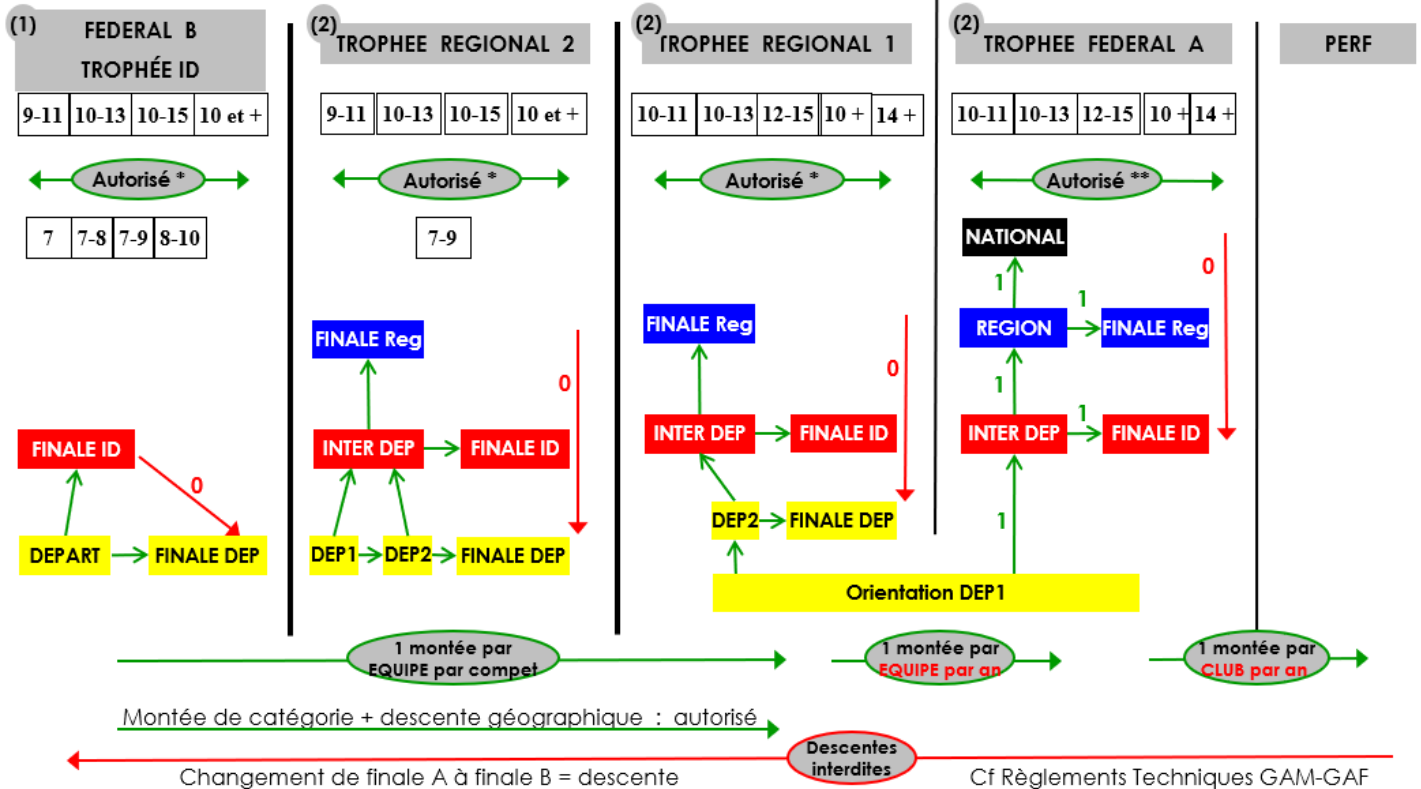 (1)
FEDERAL B
TROPHÉE ID
(2)
TROPHEE REGIONAL 2
(2)
TROPHEE REGIONAL 1
(2)
TROPHEE FEDERAL A
PERF
9-11 10-13 10-15 10 et +
9-11 10-13 10-15 10 et +
10-11 10-13 12-15 10 + 14 +
10-11 10-13 12-15 10 + 14 +
Autorisé *
Autorisé *
Autorisé *
Autorisé **
7 7-8 7-9 8-10
7-9
NATIONAL
0
1
1
FINALE Reg
FINALE Reg
REGION
FINALE Reg
0
0
1
1
FINALE ID
INTER DEP
FINALE ID
INTER DEP
FINALE ID
INTER DEP
FINALE ID
0
DEP2
FINALE DEP
1
DEPART
FINALE DEP
DEP1
DEP2
FINALE DEP
Orientation DEP1
1 montée par
EQUIPE par compet
1 montée par
EQUIPE par an
1 montée par
CLUB par an
Montée de catégorie + descente géographique : autorisé
Descentes
interdites
Changement de finale A à finale B = descente
Cf Règlements Techniques GAM-GAF